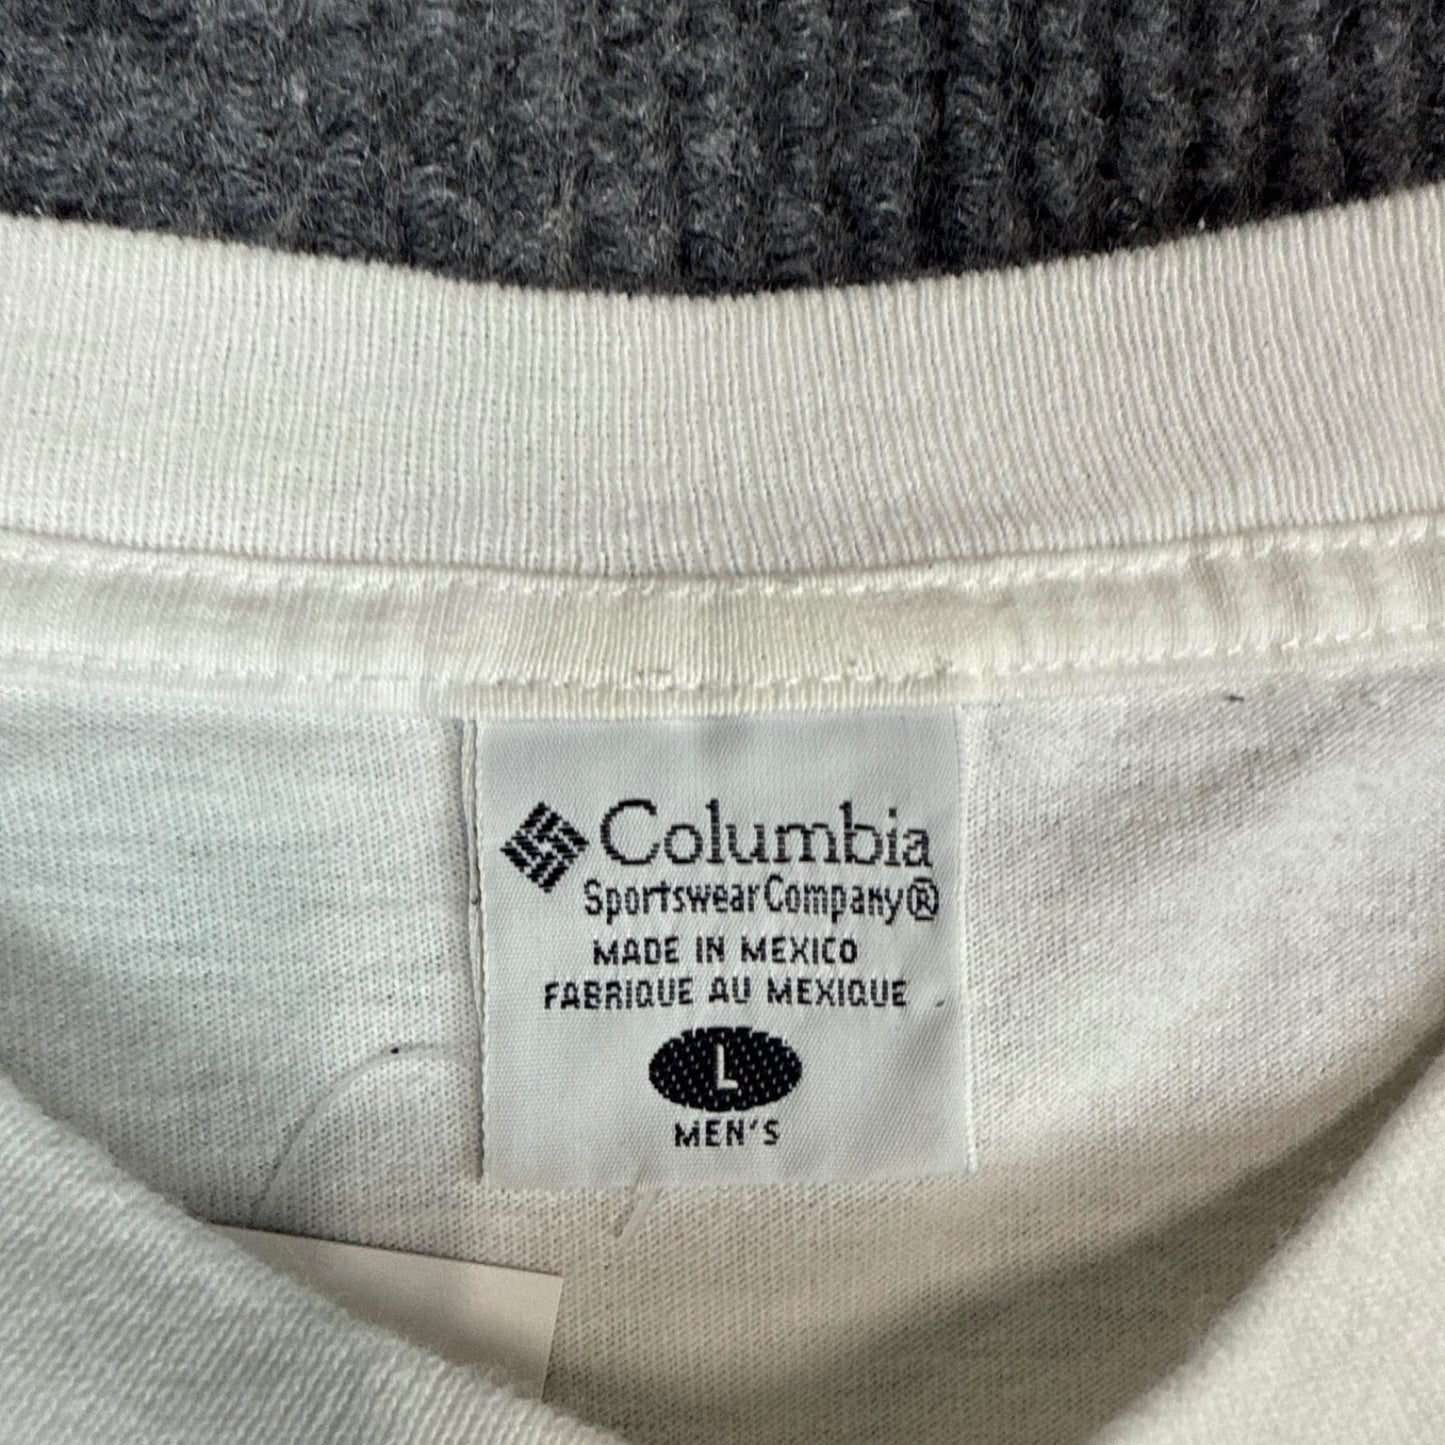 Columbia
Sportswear Company®
MADE IN MEXICO
FABRIQUE AU MEXIQUE
L
MEN'S